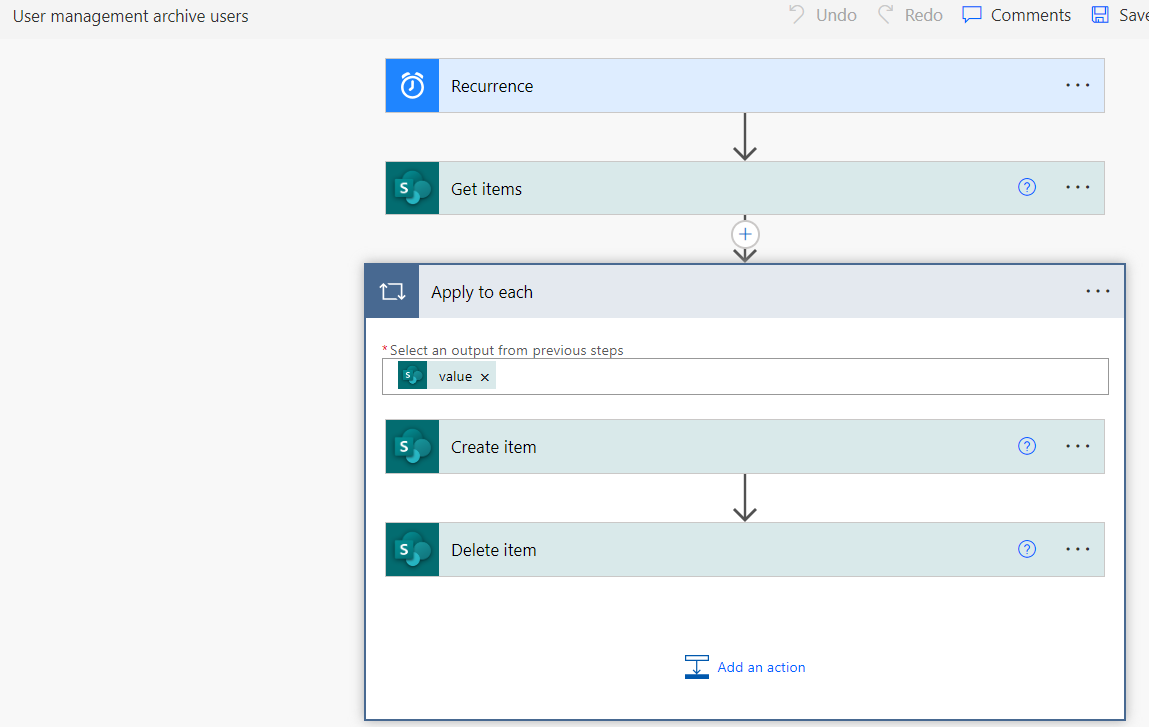 User management archive users
Undo Redo Comments Save
Recurrence
Get items
Apply to each
*Select an output from previous steps
S value ×
S Create item
S Delete item
Add an action